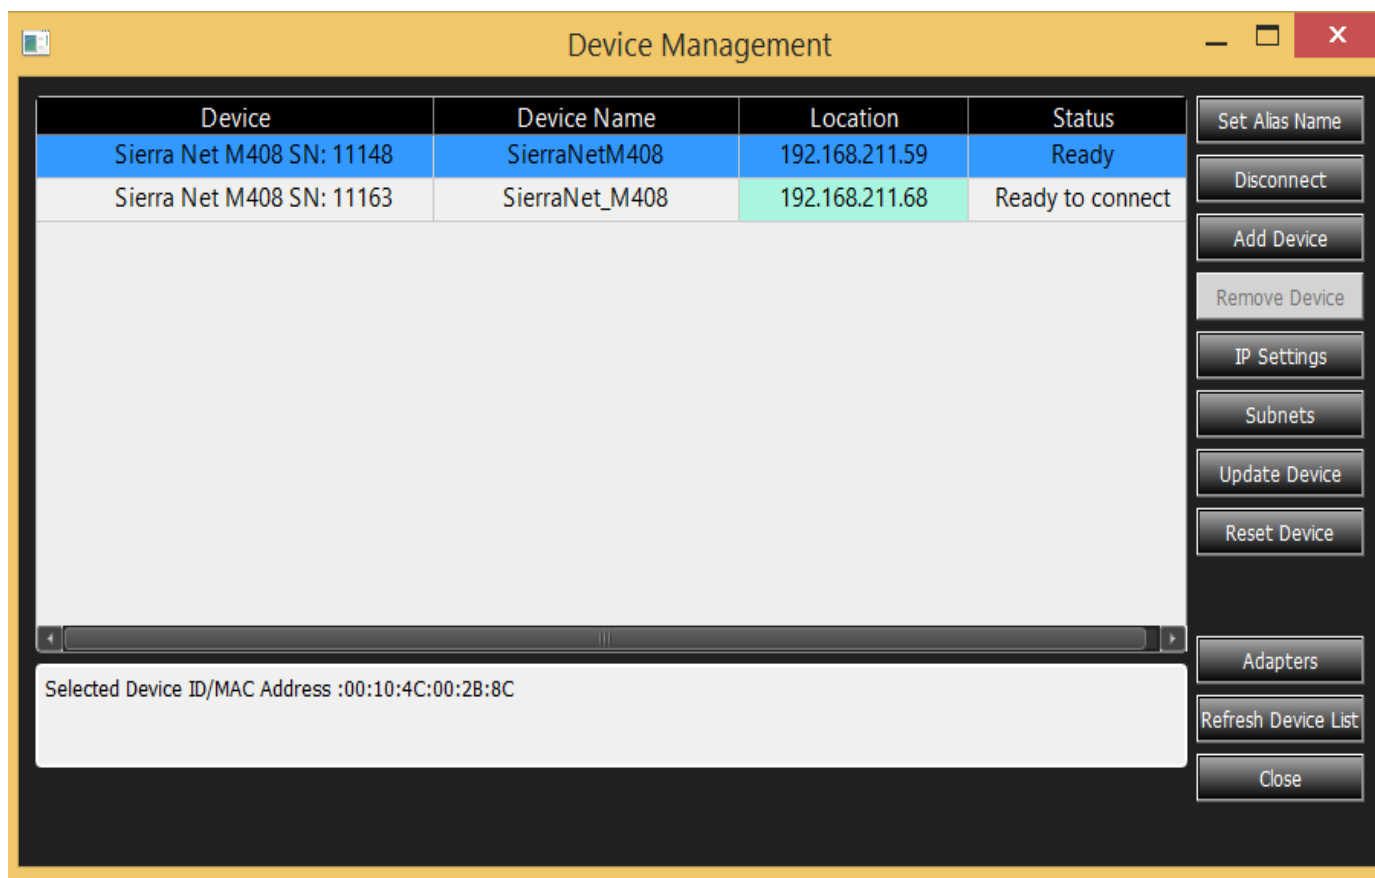 Device Management
Device Device Name Location Status
Sierra Net M408 SN: 11148 SierraNetM408 192.168.211.59 Ready
Sierra Net M408 SN: 11163 SierraNet_M408 192.168.211.68 Ready to connect
Set Alias Name
Disconnect
Add Device
Remove Device
IP Settings
Subnets
Update Device
Reset Device
Adapters
Refresh Device List
Close
Selected Device ID/MAC Address :00:10:4C:00:2B:8C